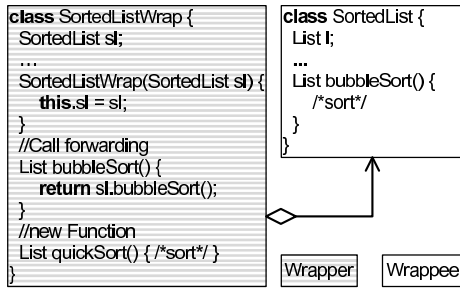 class SortedListWrap {
SortedList sl;
...
SortedListWrap(SortedList sl) {
this.sl = sl;
}
//Call forwarding
List bubbleSort() {
return sl.bubbleSort();
}
//new Function
List quickSort() { /*sort*/ }
}
class SortedList {
List l;
...
List bubbleSort() {
/*sort*/
}
}
Wrapper
Wrappee